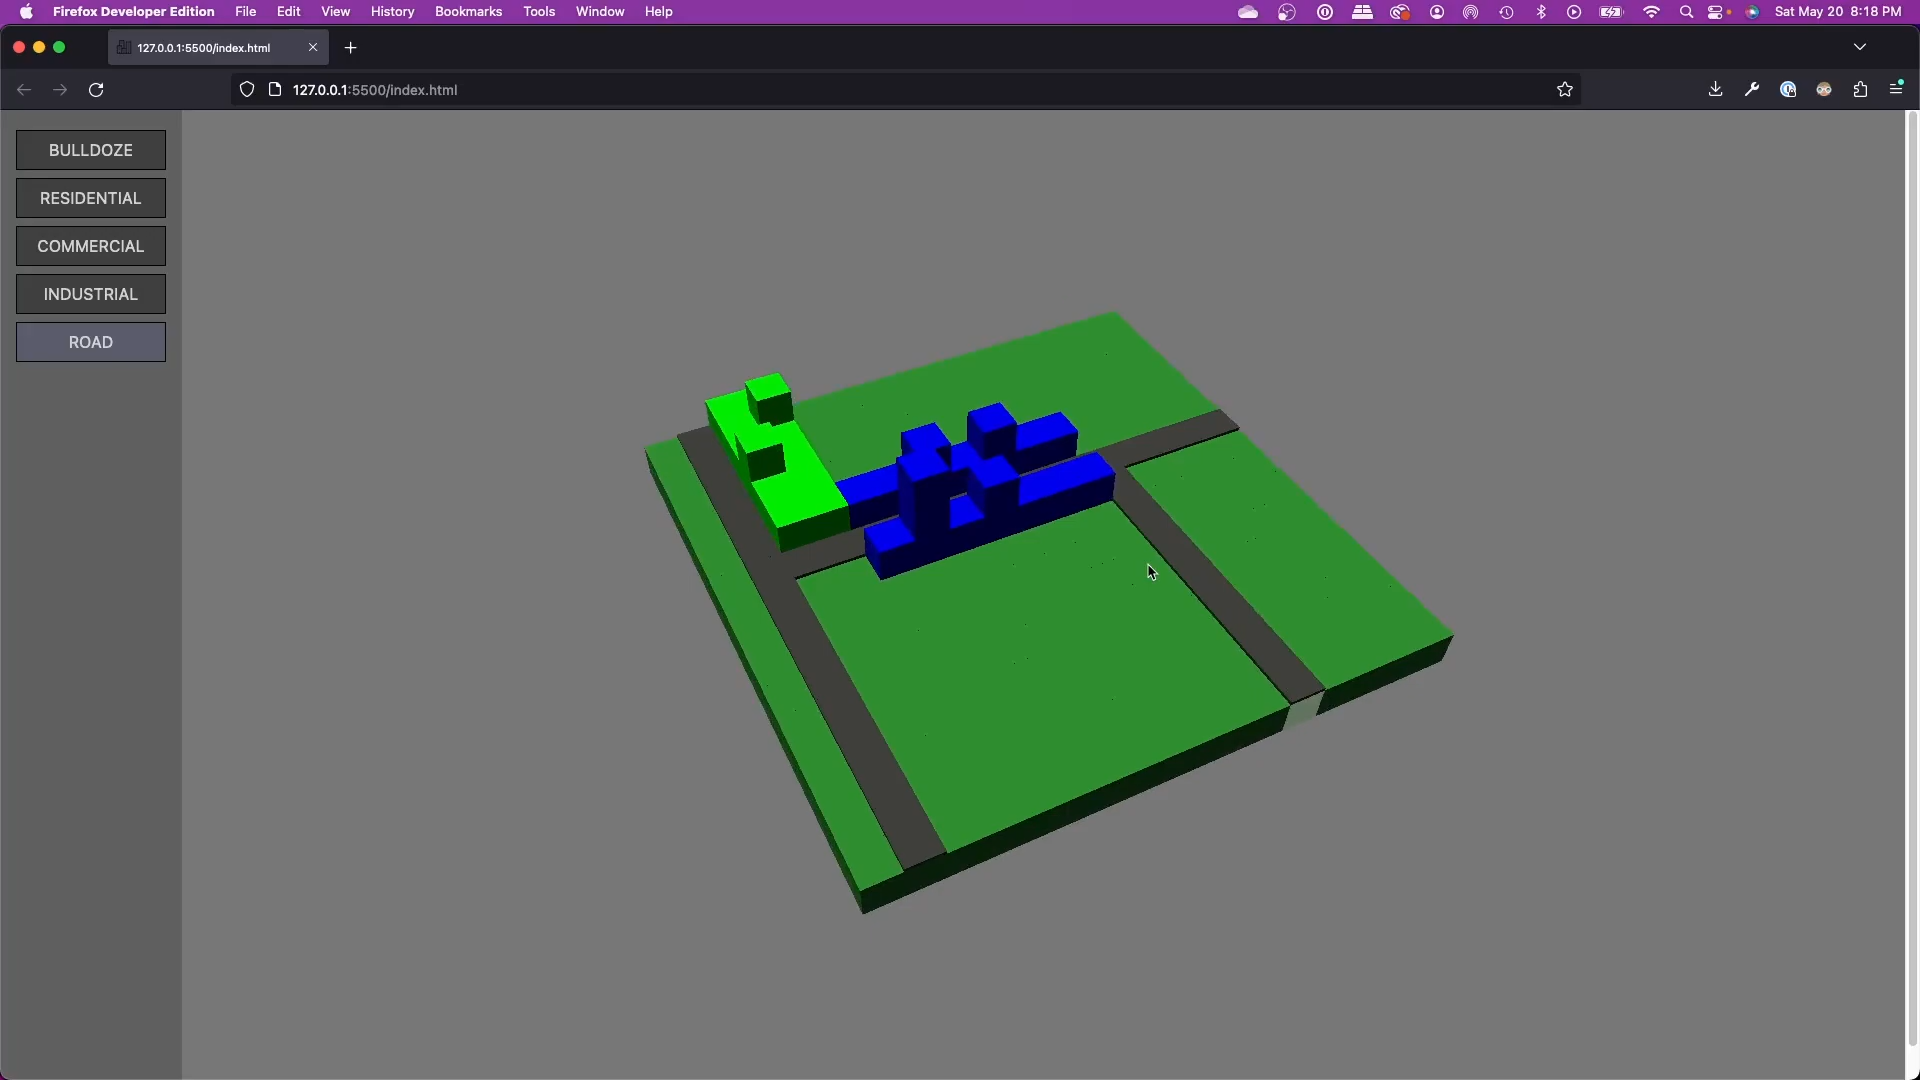 Firefox Developer Edition File Edit View History Bookmarks Tools Window Help Sat May 20 8:18 PM
127.0.0.1:5500/index.html
127.0.0.1:5500/index.html
BULLDOZE
RESIDENTIAL
COMMERCIAL
INDUSTRIAL
ROAD